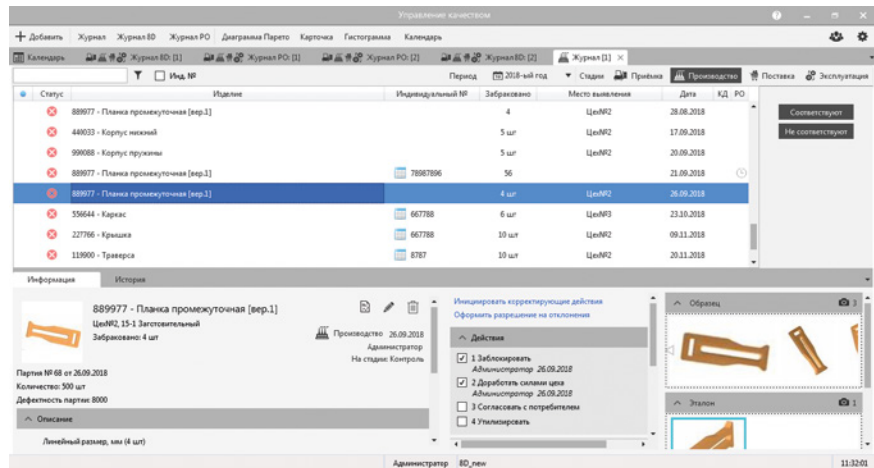 Управление качеством
Добавить Журнал Журнал 8D Журнал РО Диаграмма Парето Карточка Гистограмма Календарь
Календарь Журнал 8D: [1] Журнал РО: [1] Журнал РО: [2] Журнал 8D: [2] Журнал [1]
Инд. № Период 2018-ый год Стадии Приёмка Производство Поставка Эксплуатация
Статус Изделие Индивидуальный № Забраковано Место выявления Дата КД РО
889977 - Планка промежуточная [вер.1] 4 Цех№2 28.08.2018
440033 - Корпус нижний 5 шт Цех№2 17.09.2018
990088 - Корпус пружины 5 шт Цех№2 20.09.2018
889977 - Планка промежуточная [вер.1] 78987896 56 21.09.2018
889977 - Планка промежуточная [вер.1] 4 шт Цех№2 26.09.2018
556644 - Каркас 667788 6 шт Цех№3 23.10.2018
227766 - Крышка 667788 10 шт Цех№2 09.11.2018
119900 - Траверса 8787 10 шт Цех№2 20.11.2018
Соответствуют
Не соответствуют
Информация История
889977 - Планка промежуточная [вер.1]
Цех№2, 15-1 Заготовительный
Забраковано: 4 шт
Производство 26.09.2018
Администратор
На стадии: Контроль
Партия № 68 от 26.09.2018
Количество: 500 шт
Дефектность партии: 8000
Описание
Линейный размер, мм (4 шт)
Инициировать корректирующие действия
Оформить разрешение на отклонения
Действия
1 Заблокировать
Администратор 26.09.2018
2 Доработать силами цеха
Администратор 26.09.2018
3 Согласовать с потребителем
4 Утилизировать
Образец 3
Эталон 1
Администратор 8D_new 11:32:01